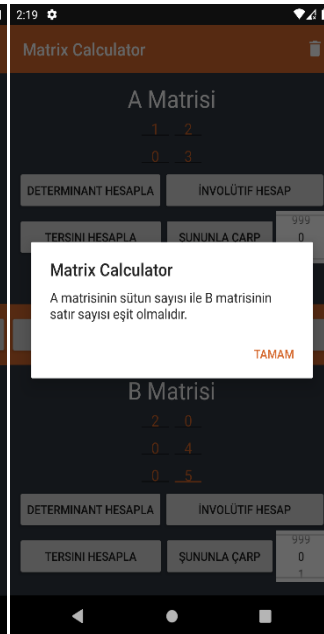 2:19
Matrix Calculator
A Matrisi
1 2
0 3
DETERMINANT HESAPLA İNVOLÜTIF HESAP
TERSINI HESAPLA ŞUNUNLA ÇARP 999
0
Matrix Calculator
A matrisinin sütun sayısı ile B matrisinin
satır sayısı eşit olmalıdır.
TAMAM
B Matrisi
2 0
0 4
0 5
DETERMINANT HESAPLA İNVOLÜTIF HESAP
999
TERSINI HESAPLA ŞUNUNLA ÇARP 0
1